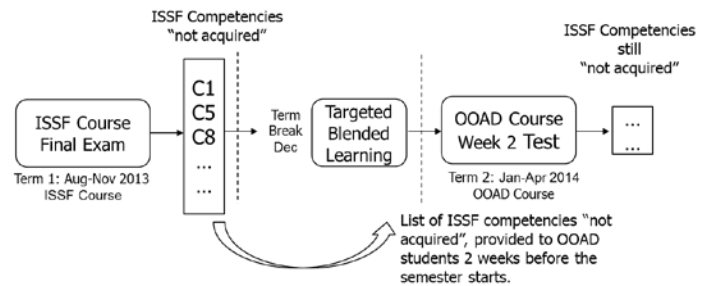 ISSF Competencies
"not acquired"
ISSF Competencies
still
"not acquired"
C1
C5
C8
...
...
ISSF Course
Final Exam
Term 1: Aug-Nov 2013
ISSF Course
Term
Break
Dec
Targeted
Blended
Learning
OOAD Course
Week 2 Test
Term 2: Jan-Apr 2014
OOAD Course
...
...
List of ISSF competencies "not
acquired", provided to OOAD
students 2 weeks before the
semester starts.